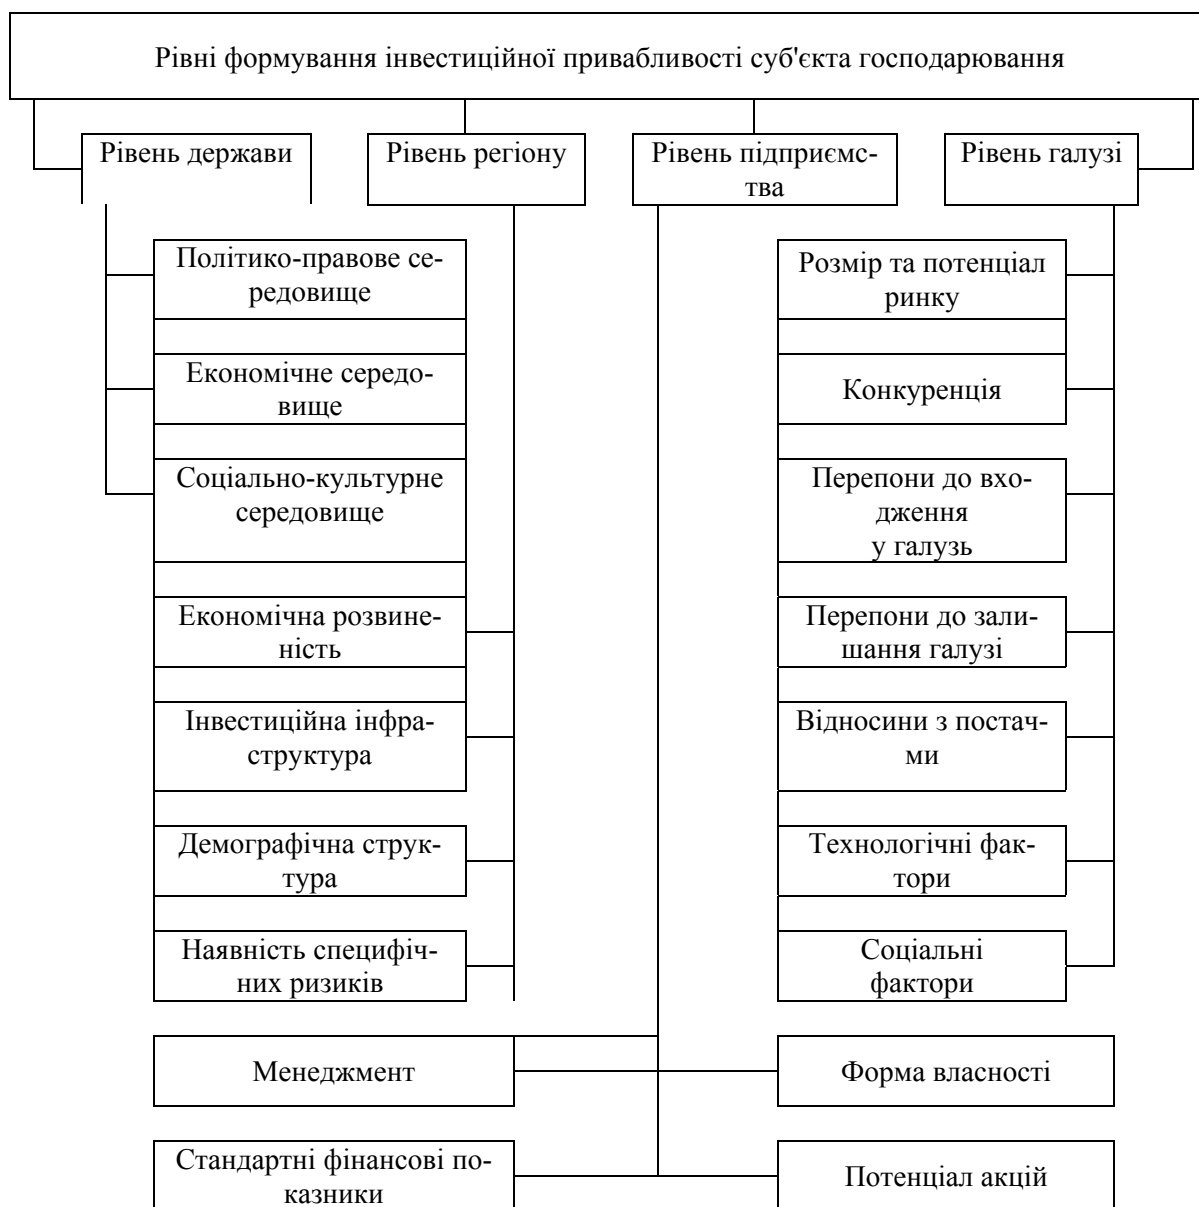 Рівні формування інвестиційної привабливості суб'єкта господарювання
Рівень держави
Рівень регіону
Рівень підприємс-
тва
Рівень галузі
Політико-правове се-
редовище
Економічне середо-
вище
Соціально-культурне
середовище
Економічна розвине-
ність
Інвестиційна інфра-
структура
Демографічна струк-
тура
Наявність специфіч-
них ризиків
Розмір та потенціал
ринку
Конкуренція
Перепони до вхо-
дження
у галузь
Перепони до зали-
шання галузі
Відносини з постач-
ми
Технологічні фак-
тори
Соціальні
фактори
Менеджмент
Форма власності
Стандартні фінансові по-
казники
Потенціал акцій